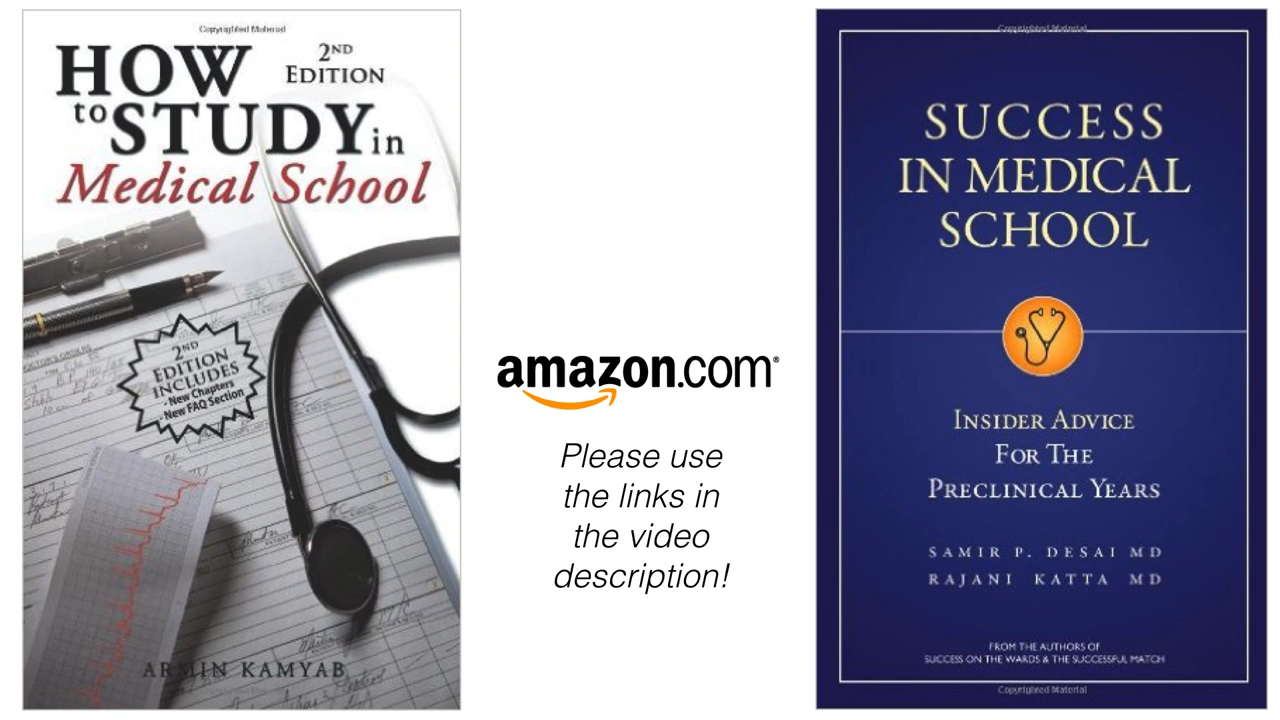 Copyrighted Material
HOW
2ND
EDITION
to STUDY in
Medical School
2ND
EDITION
INCLUDES
- New Chapters
- New FAQ Section
ARMIN KAMYAB
amazon.com®
Please use
the links in
the video
description!
Copyrighted Material
SUCCESS
IN MEDICAL
SCHOOL
INSIDER ADVICE
FOR THE
PRECLINICAL YEARS
SAMIR P. DESAI MD
RAJANI KATTA MD
FROM THE AUTHORS OF
SUCCESS ON THE WARDS & THE SUCCESSFUL MATCH
Copyrighted Material